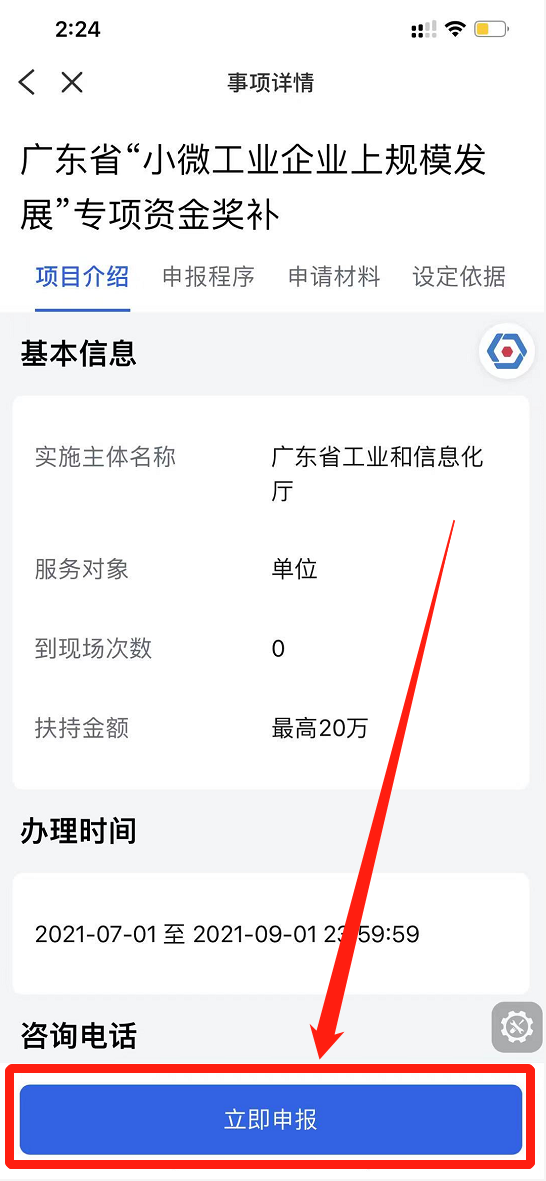 2:24
事项详情
广东省“小微工业企业上规模发
展”专项资金奖补
项目介绍 申报程序 申请材料 设定依据
基本信息
实施主体名称 广东省工业和信息化
厅
服务对象 单位
到现场次数 0
扶持金额 最高20万
办理时间
2021-07-01 至 2021-09-01 23:59:59
咨询电话
立即申报